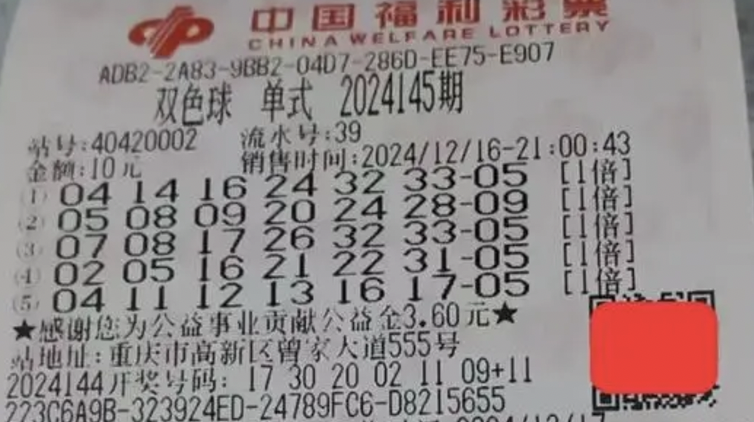 中国福利彩票
CHINA WELFARE LOTTERY
ADB2-2A83-9BB2-04D7-286D-EE75-E907
双色球 单式 2024145期
站号:40420002 流水号:39
金额:10元 销售时间:2024/12/16-21:00:43
(1) 04 14 16 24 32 33-05 [1倍]
(2) 05 08 09 20 24 28-09 [1倍]
(3) 07 08 17 26 32 33-05 [1倍]
(4) 02 05 16 21 22 31-05 [1倍]
(5) 04 11 12 13 16 17-05 [1倍]
★感谢您为公益事业贡献公益金3.60元★
站地址:重庆市高新区曾家大道555号
2024144开奖号码: 17 30 20 02 11 09+11
223C6A9B-323924ED-24789FC6-D8215655